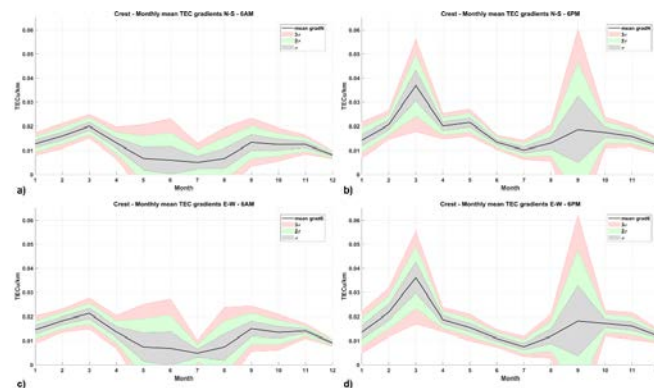 Crest - Monthly mean TEC gradients N-S - 6AM
mean gradN
3σ
2σ
σ
TECu/km
0.06
0.05
0.04
0.03
0.02
0.01
0
1 2 3 4 5 6 7 8 9 10 11 12
Month
a)
Crest - Monthly mean TEC gradients N-S - 6PM
mean gradN
3σ
2σ
σ
TECu/km
0.06
0.05
0.04
0.03
0.02
0.01
0
1 2 3 4 5 6 7 8 9 10 11
Month
b)
Crest - Monthly mean TEC gradients E-W - 6AM
3σ
2σ
σ
TECu/km
0.06
0.05
0.04
0.03
0.02
0.01
0
1 2 3 4 5 6 7 8 9 10 11 12
Month
c)
Crest - Monthly mean TEC gradients E-W - 6PM
3σ
2σ
σ
TECu/km
0.06
0.05
0.04
0.03
0.02
0.01
0
1 2 3 4 5 6 7 8 9 10 11
Month
d)